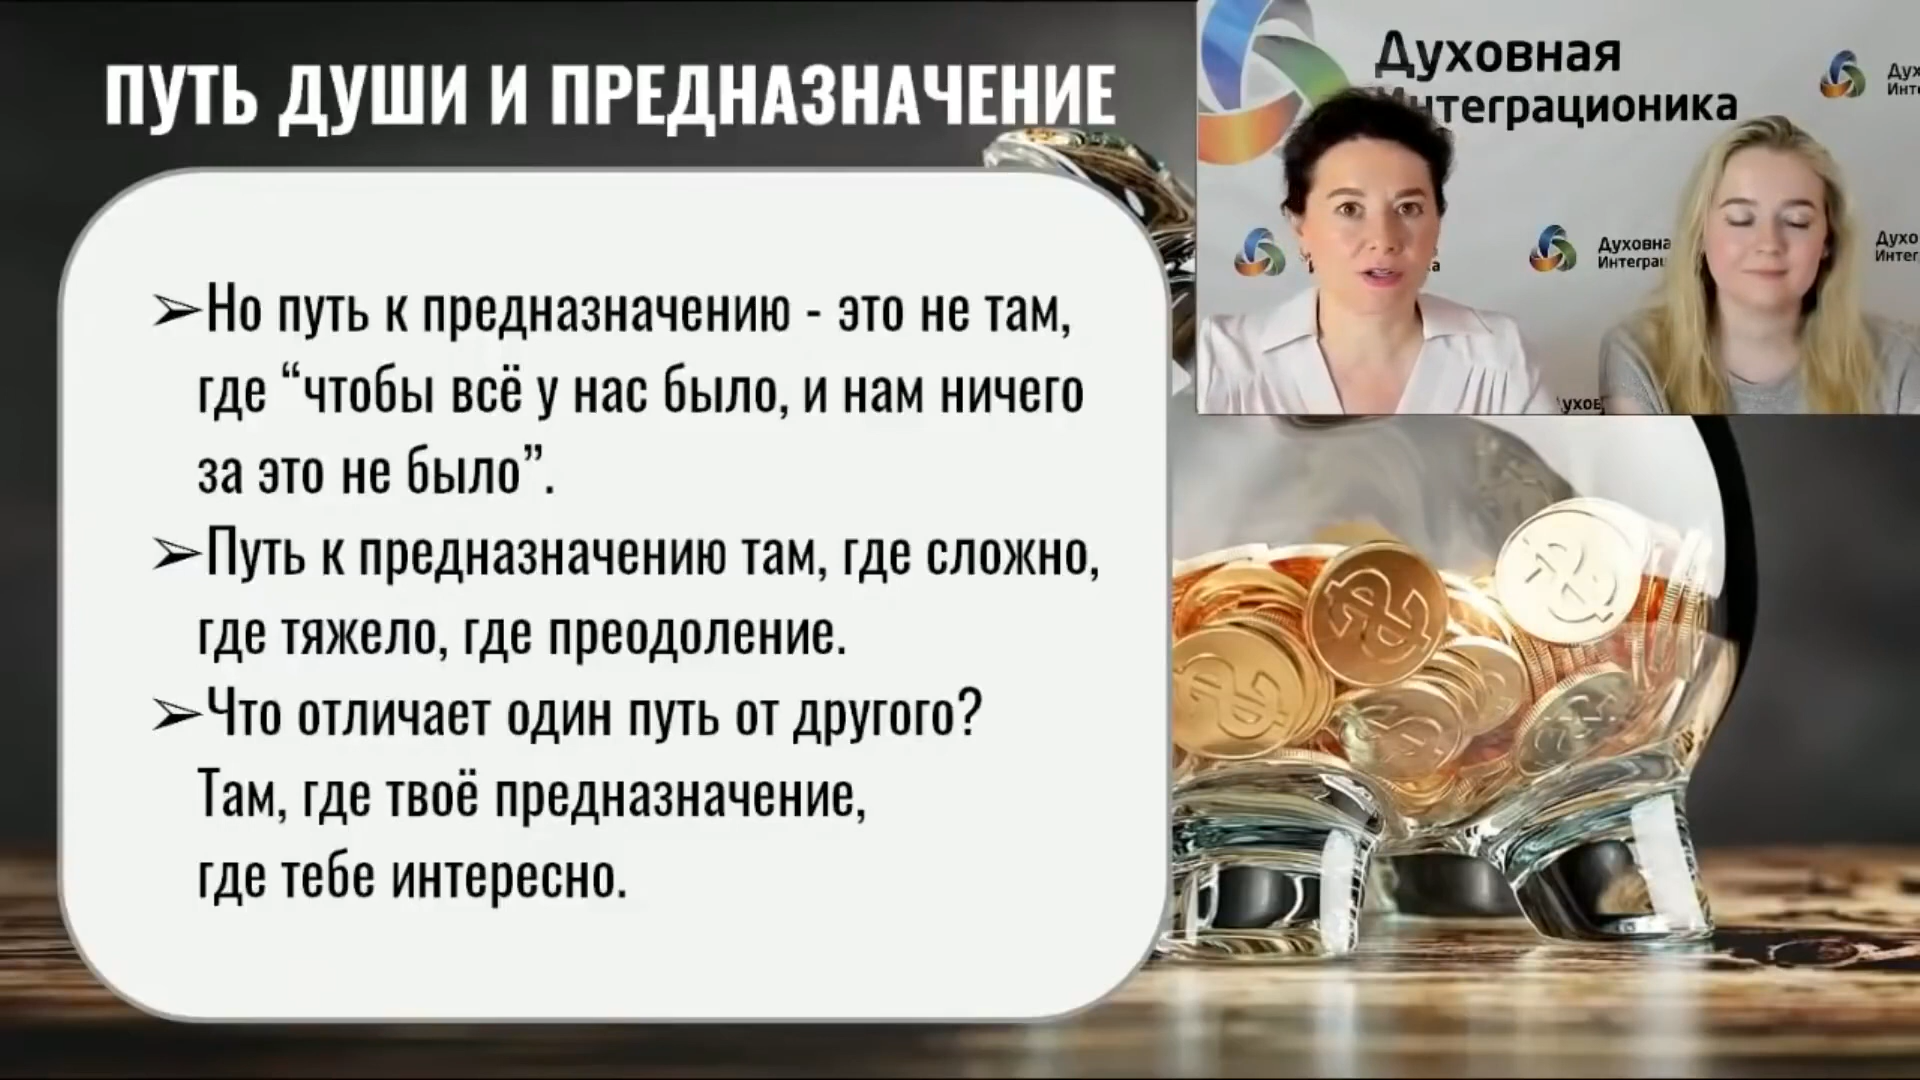 ПУТЬ ДУШИ И ПРЕДНАЗНАЧЕНИЕ
➢Но путь к предназначению - это не там,
где “чтобы всё у нас было, и нам ничего
за это не было”.
➢Путь к предназначению там, где сложно,
где тяжело, где преодоление.
➢Что отличает один путь от другого?
Там, где твоё предназначение,
где тебе интересно.
Духовная
Интеграционика